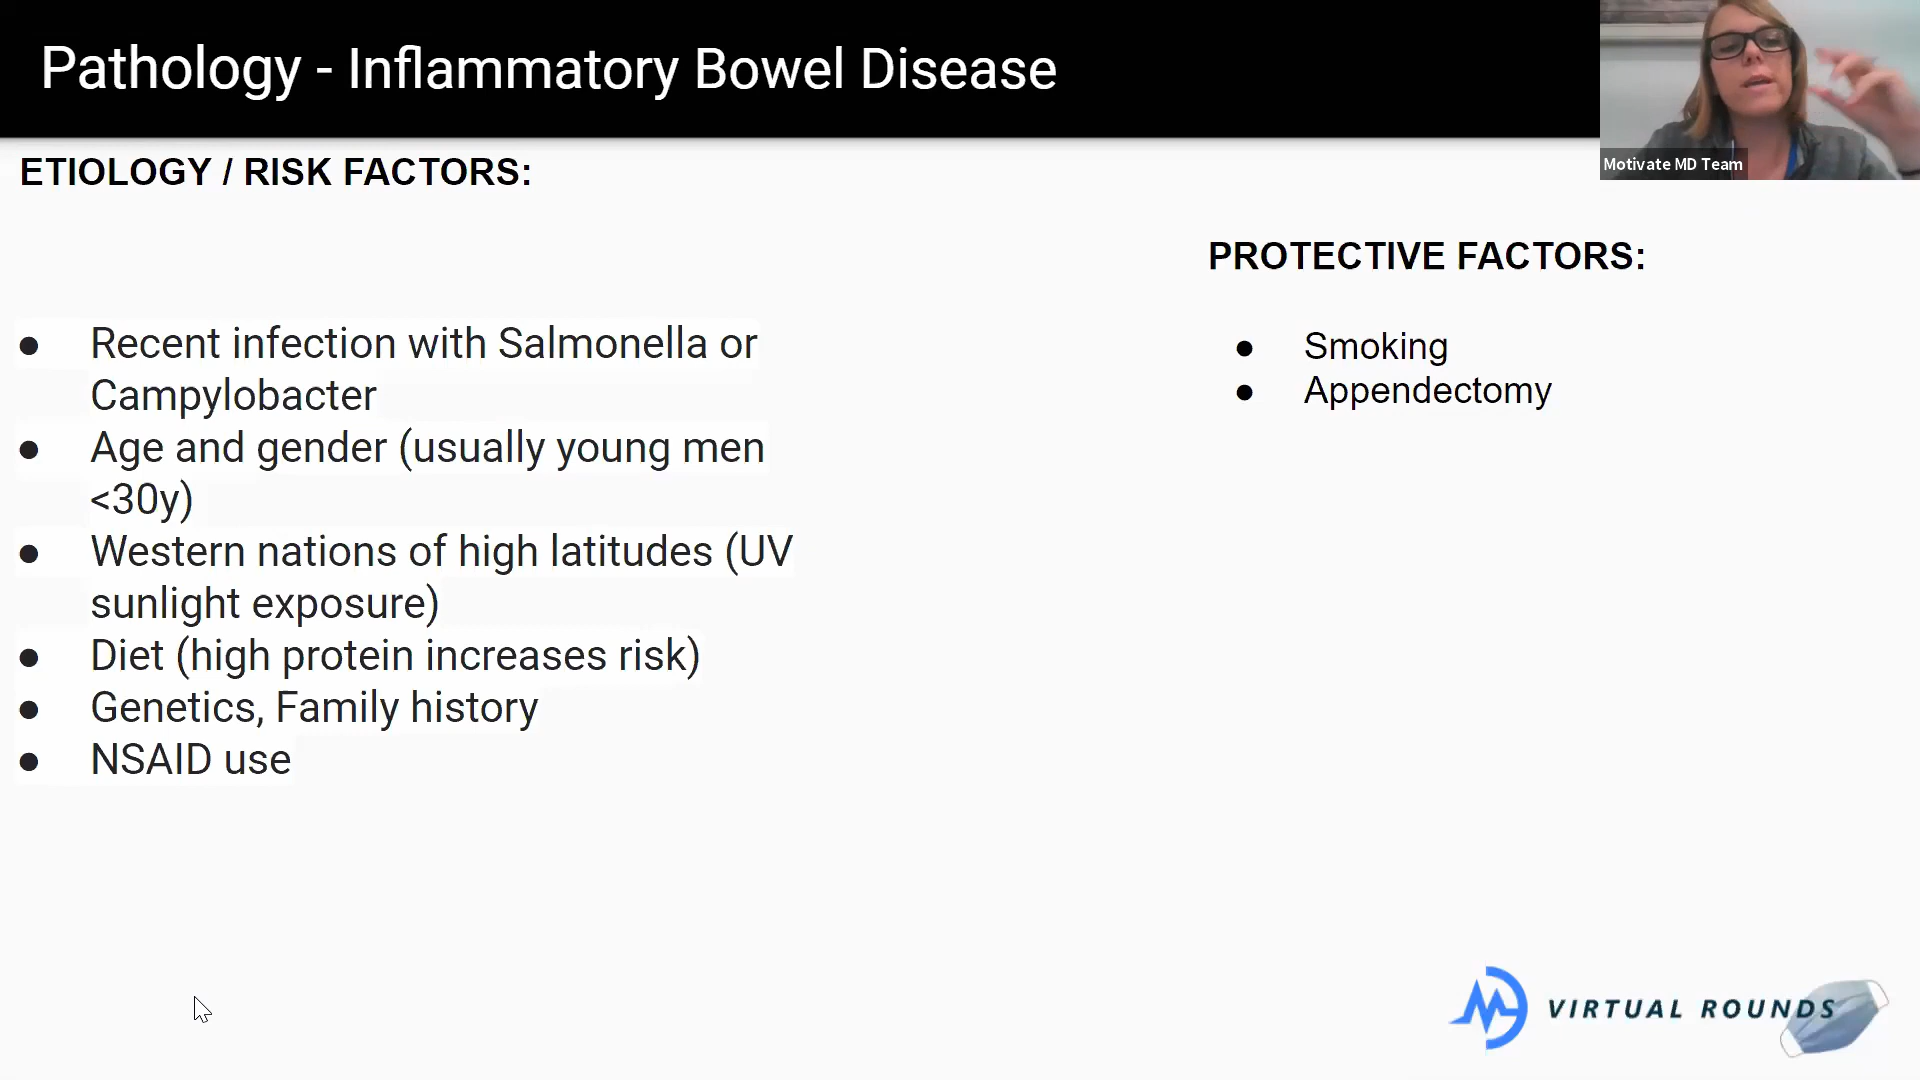 Pathology - Inflammatory Bowel Disease
Motivate MD Team
ETIOLOGY / RISK FACTORS:
● Recent infection with Salmonella or
Campylobacter
● Age and gender (usually young men
<30y)
● Western nations of high latitudes (UV
sunlight exposure)
● Diet (high protein increases risk)
● Genetics, Family history
● NSAID use
PROTECTIVE FACTORS:
● Smoking
● Appendectomy
VIRTUAL ROUNDS